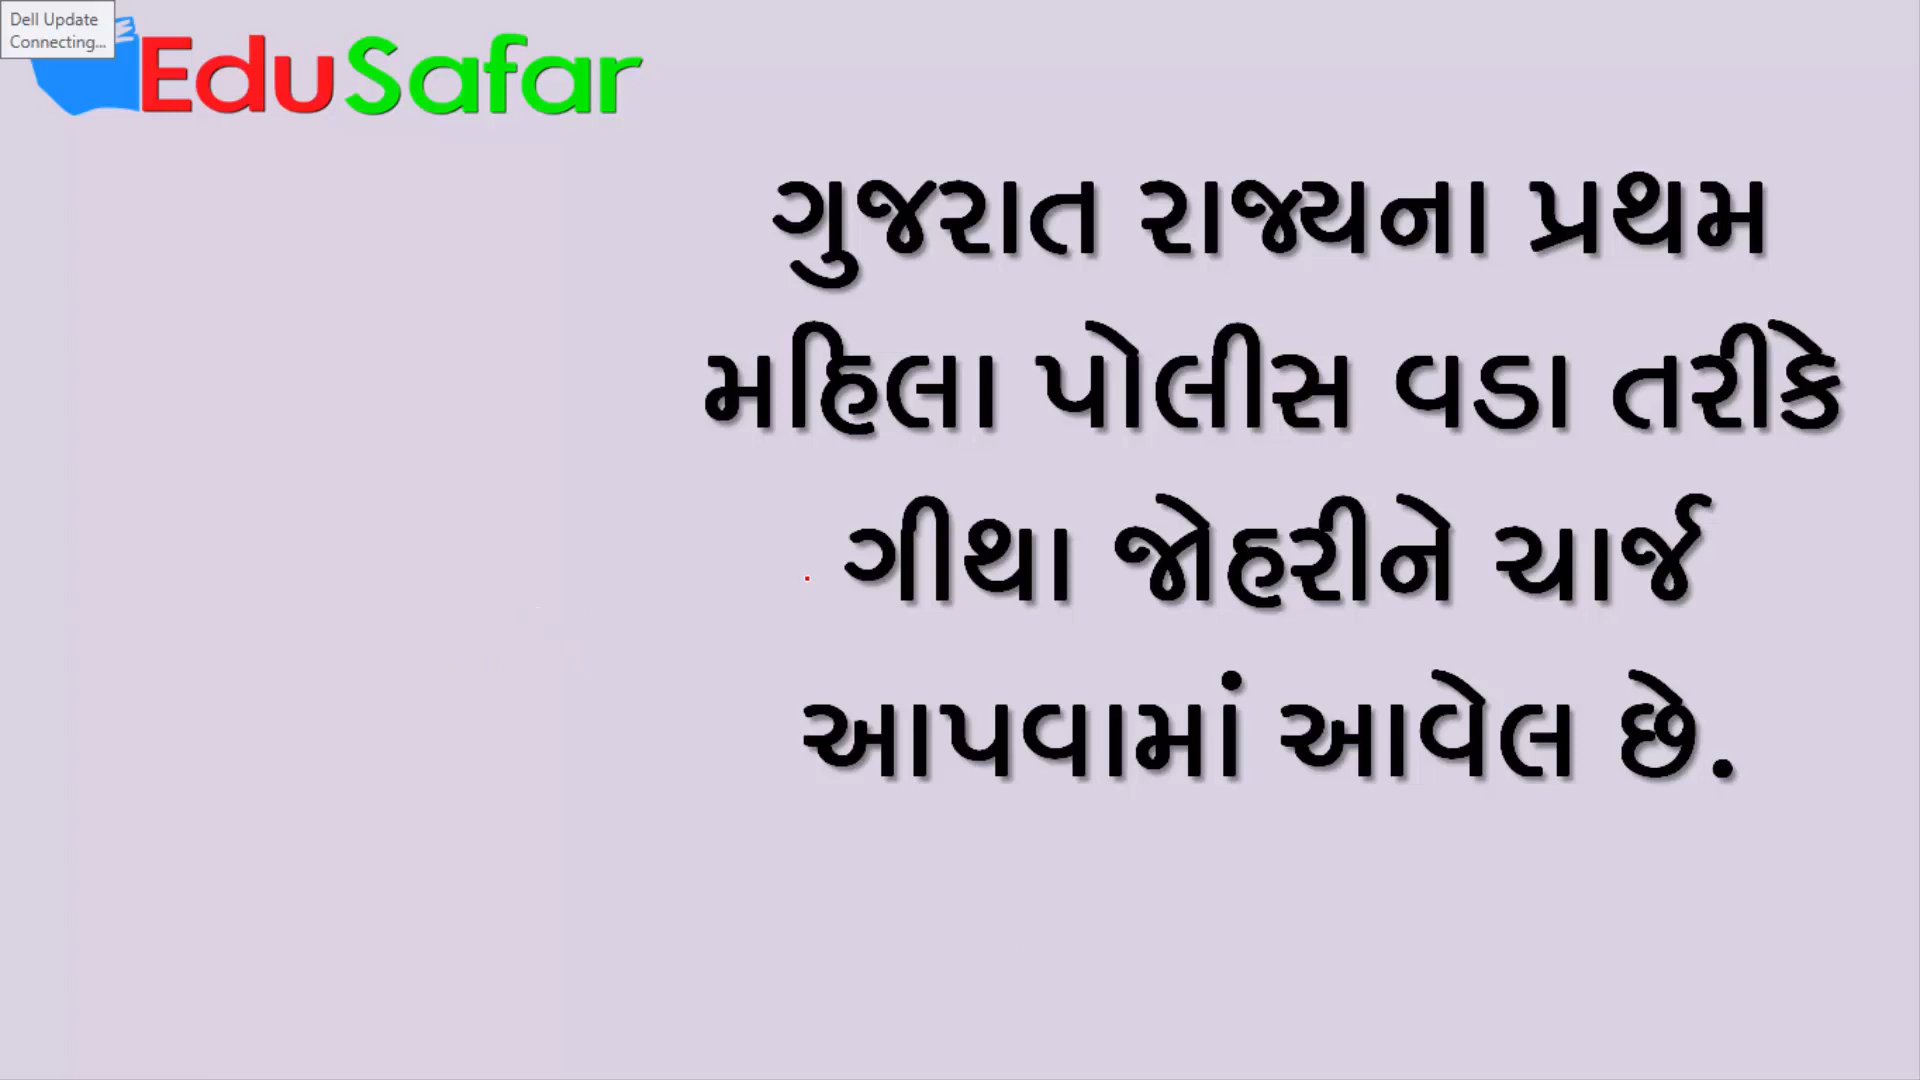 Dell Update
Connecting...
EduSafar
ગુજરાત રાજ્યના પ્રથમ
મહિલા પોલીસ વડા તરીકે
ગીથા જોહરીને ચાર્જ
આપવામાં આવેલ છે.